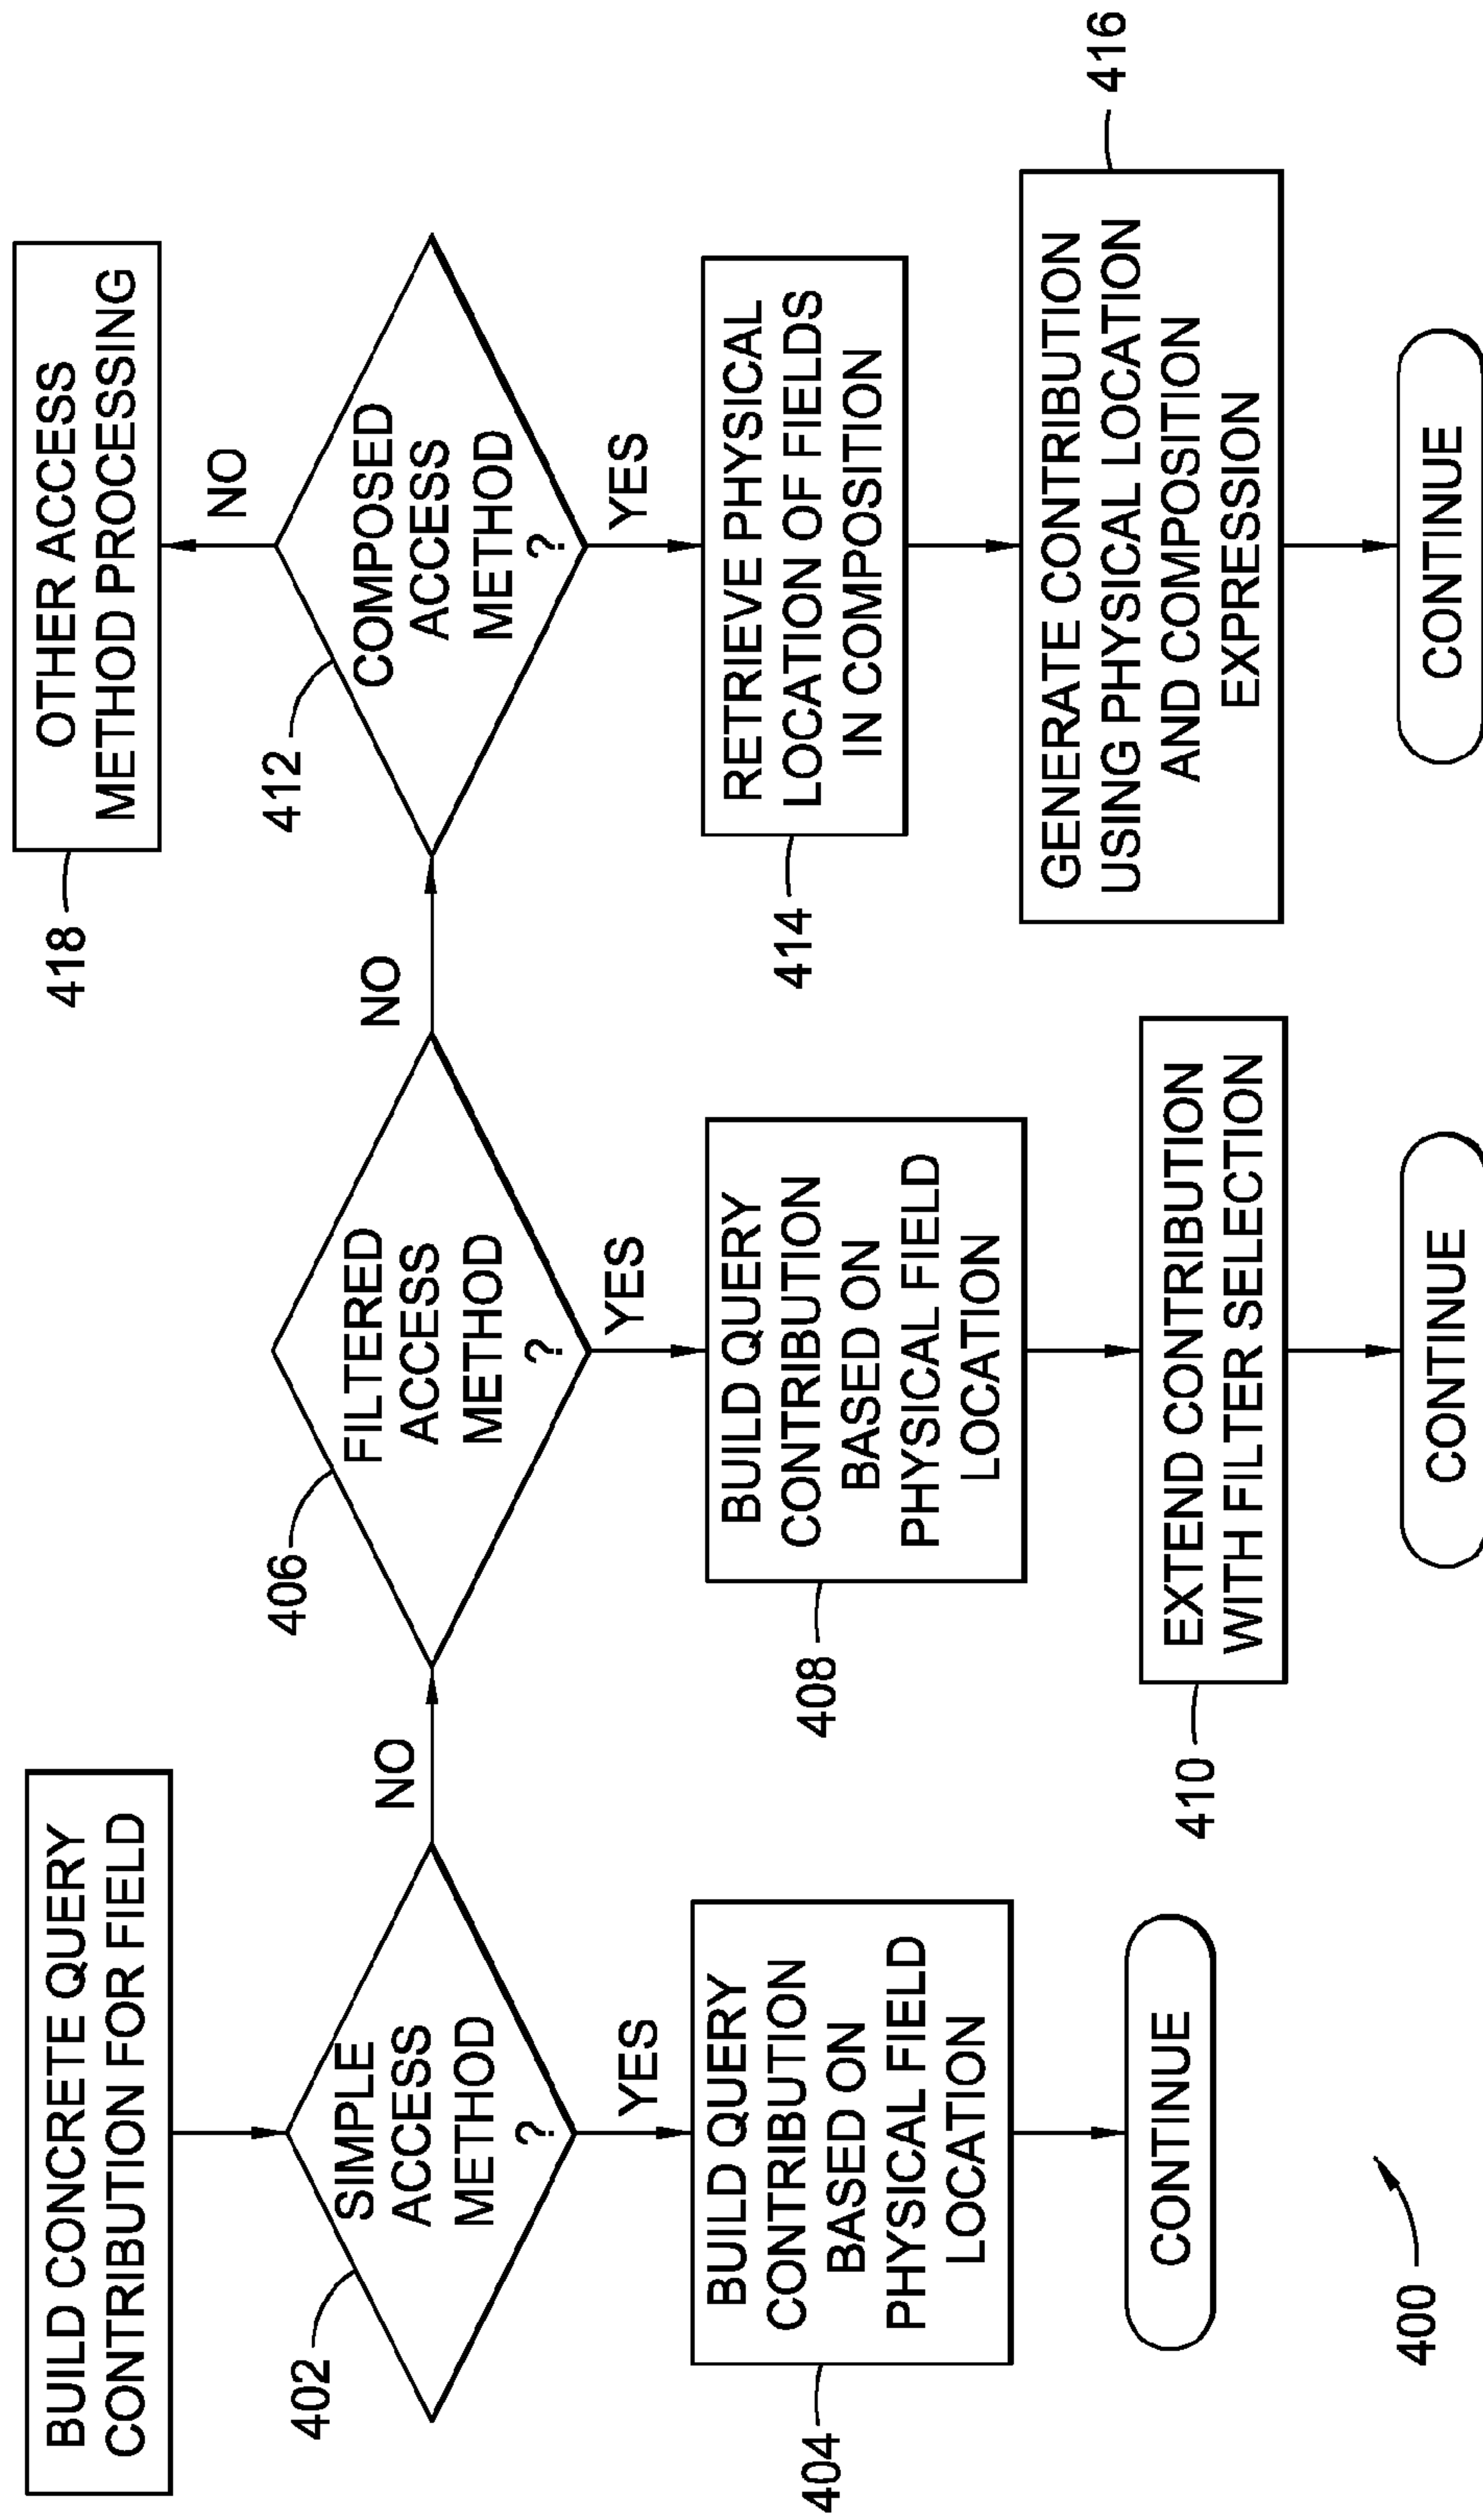 BUILD CONCRETE QUERY
CONTRIBUTION FOR FIELD
402
SIMPLE
ACCESS
METHOD
?
YES
NO
404
BUILD QUERY
CONTRIBUTION
BASED ON
PHYSICAL FIELD
LOCATION
CONTINUE
400
406
FILTERED
ACCESS
METHOD
?
YES
NO
408
BUILD QUERY
CONTRIBUTION
BASED ON
PHYSICAL FIELD
LOCATION
410
EXTEND CONTRIBUTION
WITH FILTER SELECTION
CONTINUE
418
OTHER ACCESS
METHOD PROCESSING
NO
412
COMPOSED
ACCESS
METHOD
?
YES
414
RETRIEVE PHYSICAL
LOCATION OF FIELDS
IN COMPOSITION
416
GENERATE CONTRIBUTION
USING PHYSICAL LOCATION
AND COMPOSITION
EXPRESSION
CONTINUE